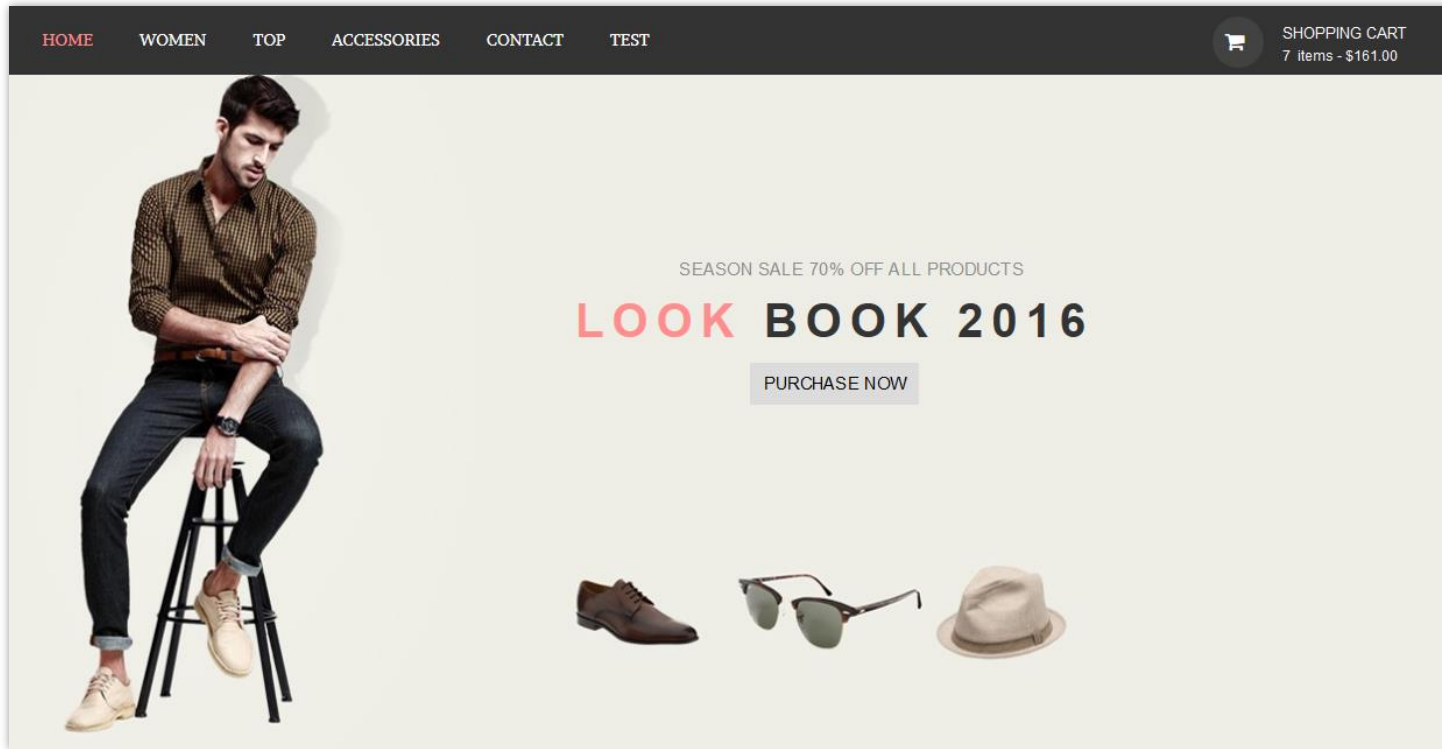 HOME WOMEN TOP ACCESSORIES CONTACT TEST
SHOPPING CART
7 items - $161.00
SEASON SALE 70% OFF ALL PRODUCTS
LOOK BOOK 2016
PURCHASE NOW